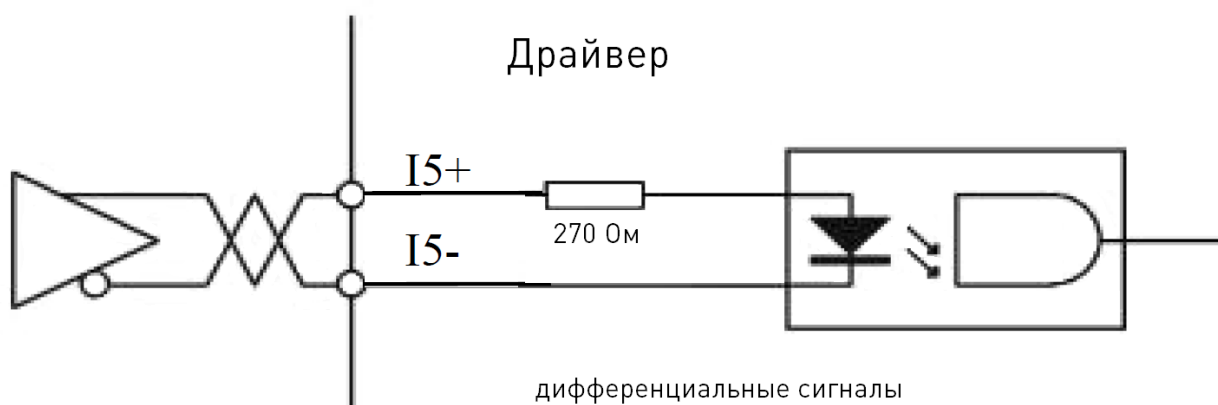 Драйвер
I5+
270 Ом
I5-
дифференциальные сигналы